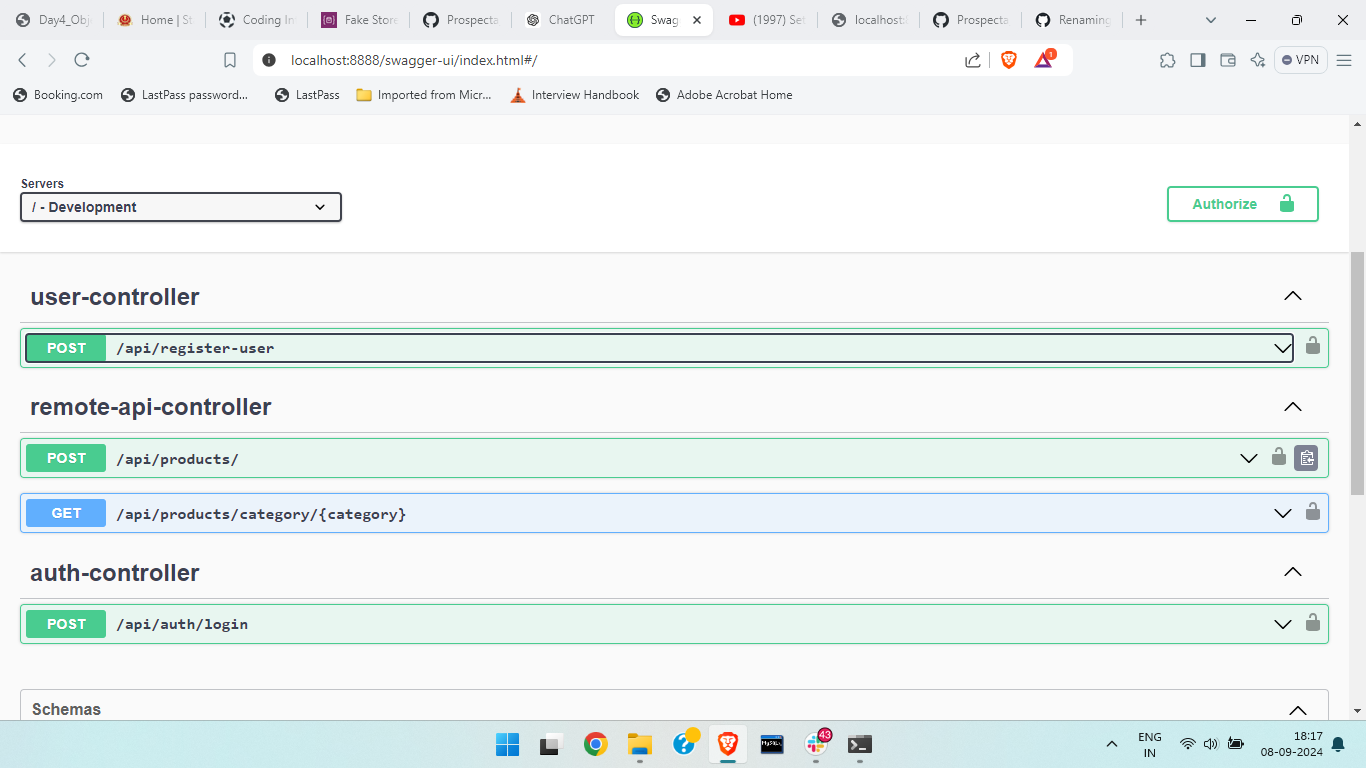 Day4_Obje
Home | St
Coding In
Fake Store
Prospecta
ChatGPT
Swag
(1997) Set
localhost:
Prospecta
Renaming
localhost:8888/swagger-ui/index.html#/
1
VPN
Booking.com
LastPass password...
LastPass
Imported from Micr...
Interview Handbook
Adobe Acrobat Home
Servers
/ - Development
Authorize
user-controller
POST /api/register-user
remote-api-controller
POST /api/products/
GET /api/products/category/{category}
auth-controller
POST /api/auth/login
Schemas
MySQL
43
ENG
IN
18:17
08-09-2024